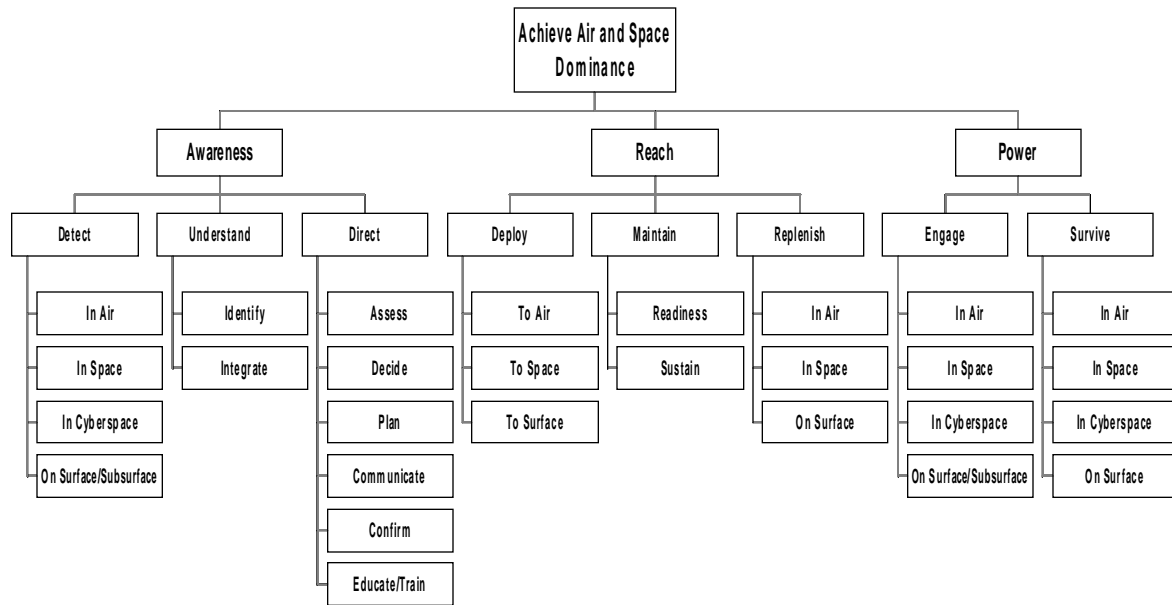 Achieve Air and Space
Dominance
Awareness
Reach
Power
Detect
Understand
Direct
Deploy
Maintain
Replenish
Engage
Survive
In Air
In Space
In Cyberspace
On Surface/Subsurface
Identify
Integrate
Assess
Decide
Plan
Communicate
Confirm
Educate/Train
To Air
To Space
To Surface
Readiness
Sustain
In Air
In Space
On Surface
In Air
In Space
In Cyberspace
On Surface/Subsurface
In Air
In Space
In Cyberspace
On Surface